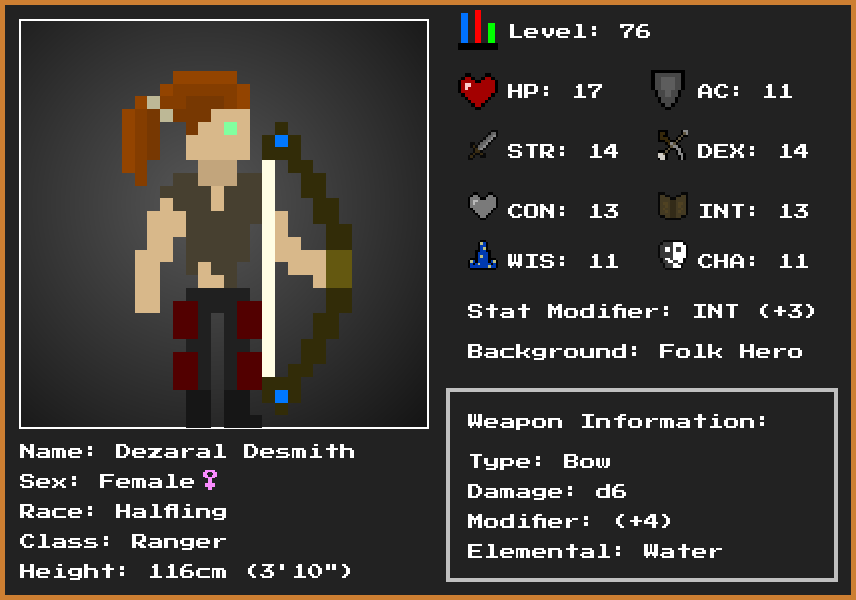 Level: 76
HP: 17
AC: 11
STR: 14
DEX: 14
CON: 13
INT: 13
WIS: 11
CHA: 11
Stat Modifier: INT (+3)
Background: Folk Hero
Weapon Information:
Type: Bow
Damage: d6
Modifier: (+4)
Elemental: Water
Name: Dezaral Desmith
Sex: Female♀
Race: Halfling
Class: Ranger
Height: 116cm (3'10")